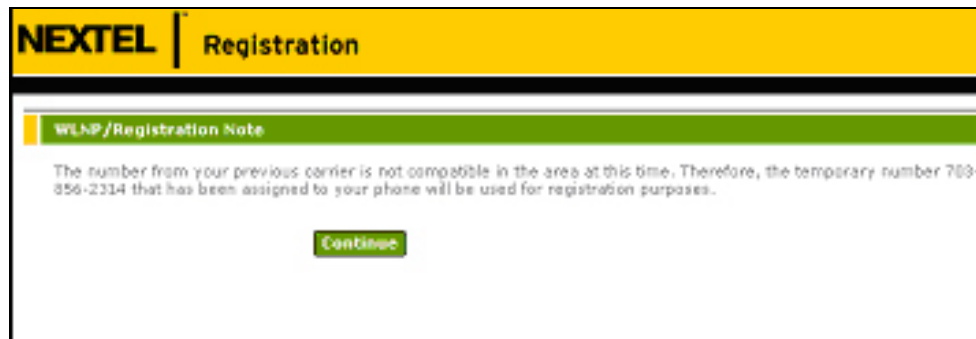 NEXTEL
Registration
WLNP/Registration Note
The number from your previous carrier is not compatible in the area at this time. Therefore, the temporary number 703-
856-2314 that has been assigned to your phone will be used for registration purposes.
Continue